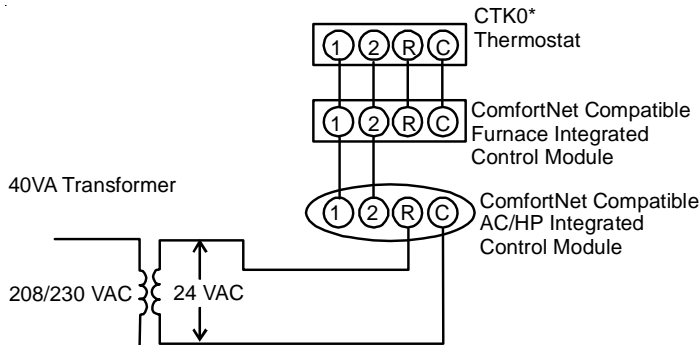 CTK0*
Thermostat
1 2 R C
ComfortNet Compatible
Furnace Integrated
Control Module
1 2 R C
40VA Transformer
ComfortNet Compatible
AC/HP Integrated
Control Module
1 2 R C
208/230 VAC
24 VAC